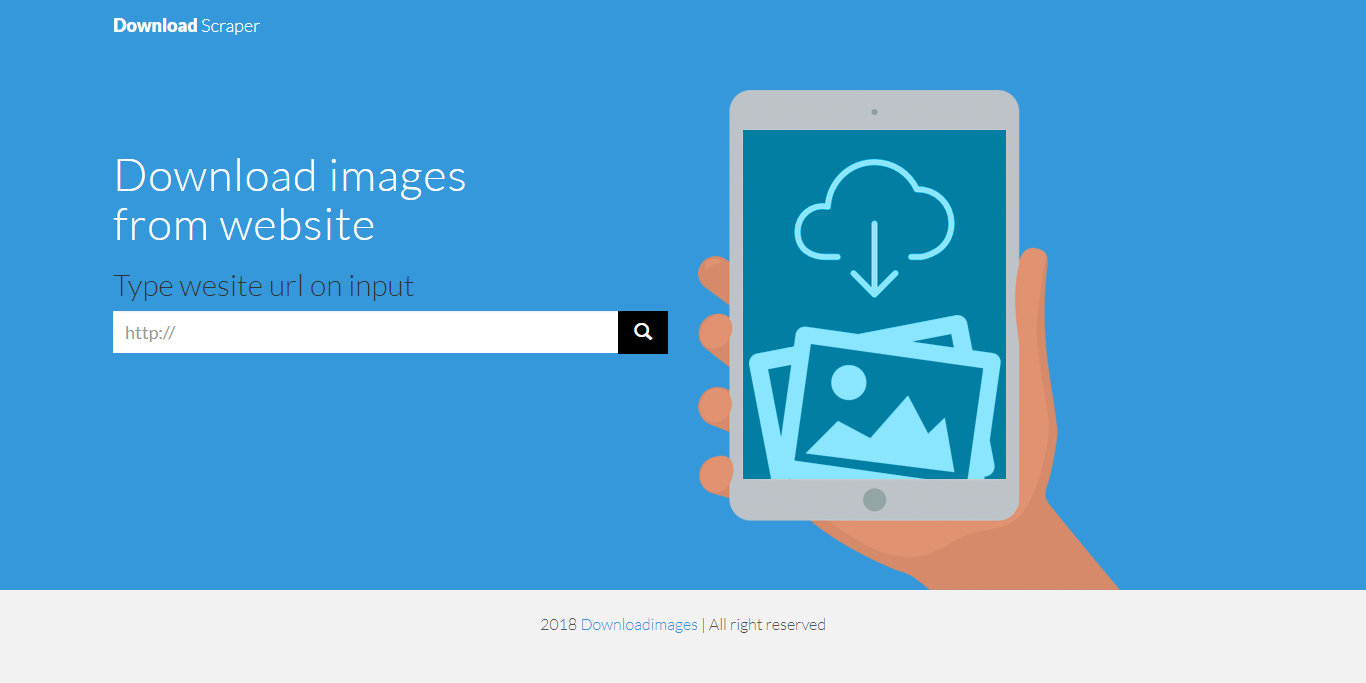 Download Scraper
Download images
from website
Type wesite url on input
http://
2018 Downloadimages | All right reserved